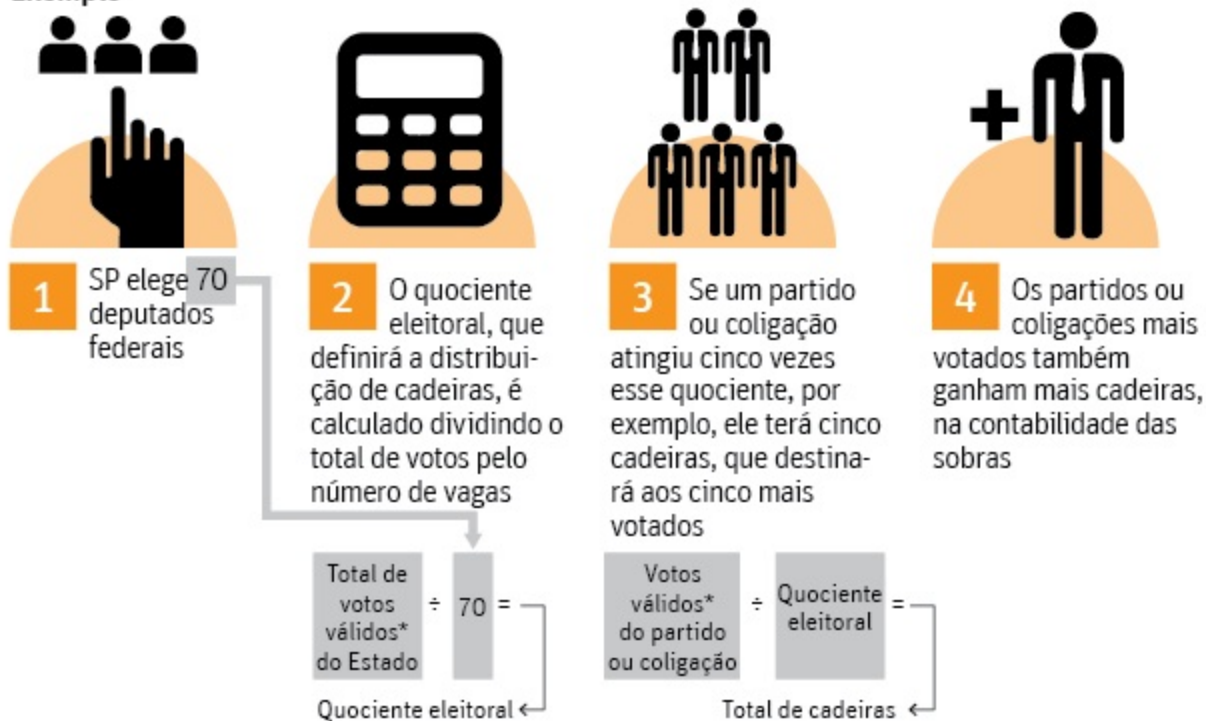 Exemplo
1
SP elege 70
deputados
federais
2
O quociente
eleitoral, que
definirá a distribui-
ção de cadeiras, é
calculado dividindo o
total de votos pelo
número de vagas
Total de
votos
válidos*
do Estado
÷ 70 =
Quociente eleitoral
3
Se um partido
ou coligação
atingiu cinco vezes
esse quociente, por
exemplo, ele terá cinco
cadeiras, que destina-
rá aos cinco mais
votados
Votos
válidos*
do partido
ou coligação
÷
Quociente
eleitoral
=
Total de cadeiras
4
Os partidos ou
coligações mais
votados também
ganham mais cadeiras,
na contabilidade das
sobras